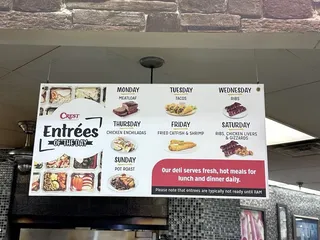 CREST
Entrées
OF THE DAY
MONDAY
MEATLOAF
TUESDAY
TACOS
WEDNESDAY
RIBS
THURSDAY
CHICKEN ENCHILADAS
FRIDAY
FRIED CATFISH & SHRIMP
SATURDAY
RIBS, CHICKEN LIVERS
& GIZZARDS
SUNDAY
POT ROAST
Our deli serves fresh, hot meals for
lunch and dinner daily.
Please note that entrees are typically not ready until 11AM